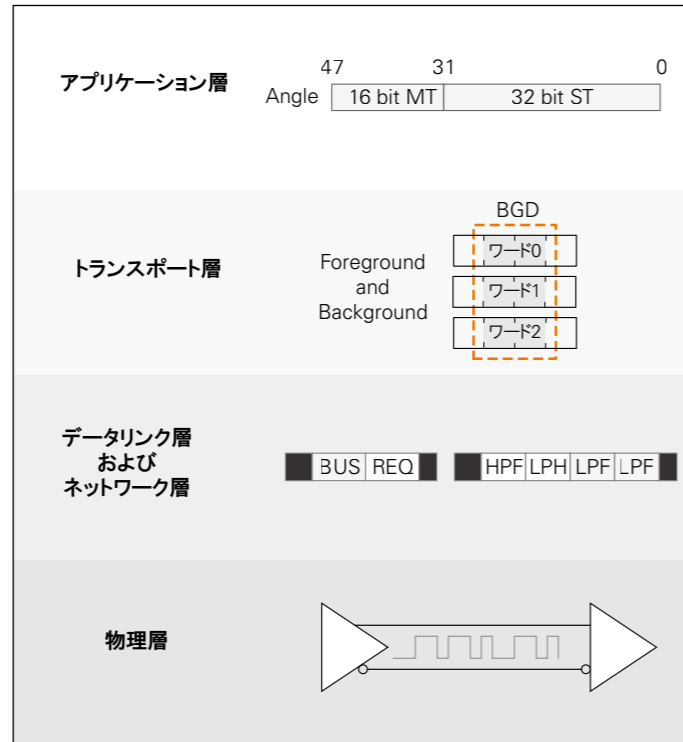 アプリケーション層
47 31 0
Angle 16 bit MT 32 bit ST
トランスポート層
BGD
Foreground
and
Background
ワード0
ワード1
ワード2
データリンク層
および
ネットワーク層
BUS REQ HPF LPH LPF LPF
物理層